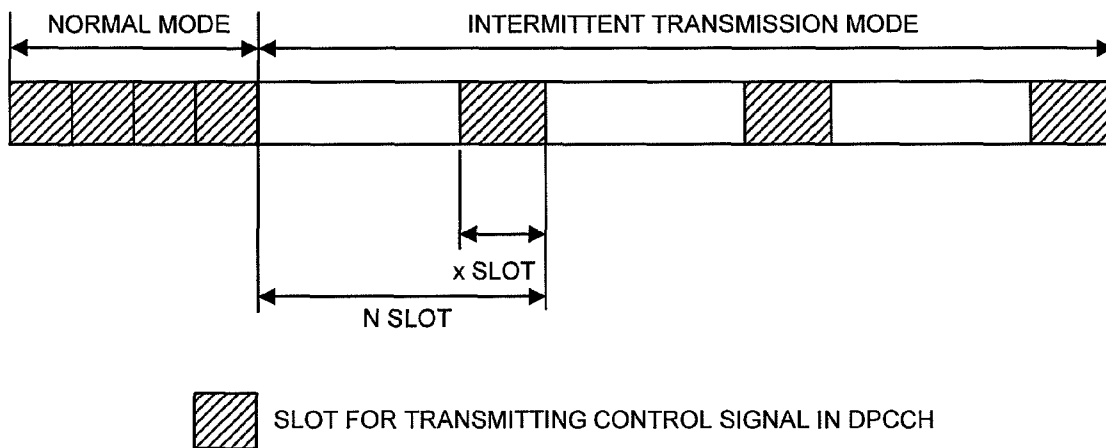 NORMAL MODE
INTERMITTENT TRANSMISSION MODE
x SLOT
N SLOT
SLOT FOR TRANSMITTING CONTROL SIGNAL IN DPCCH